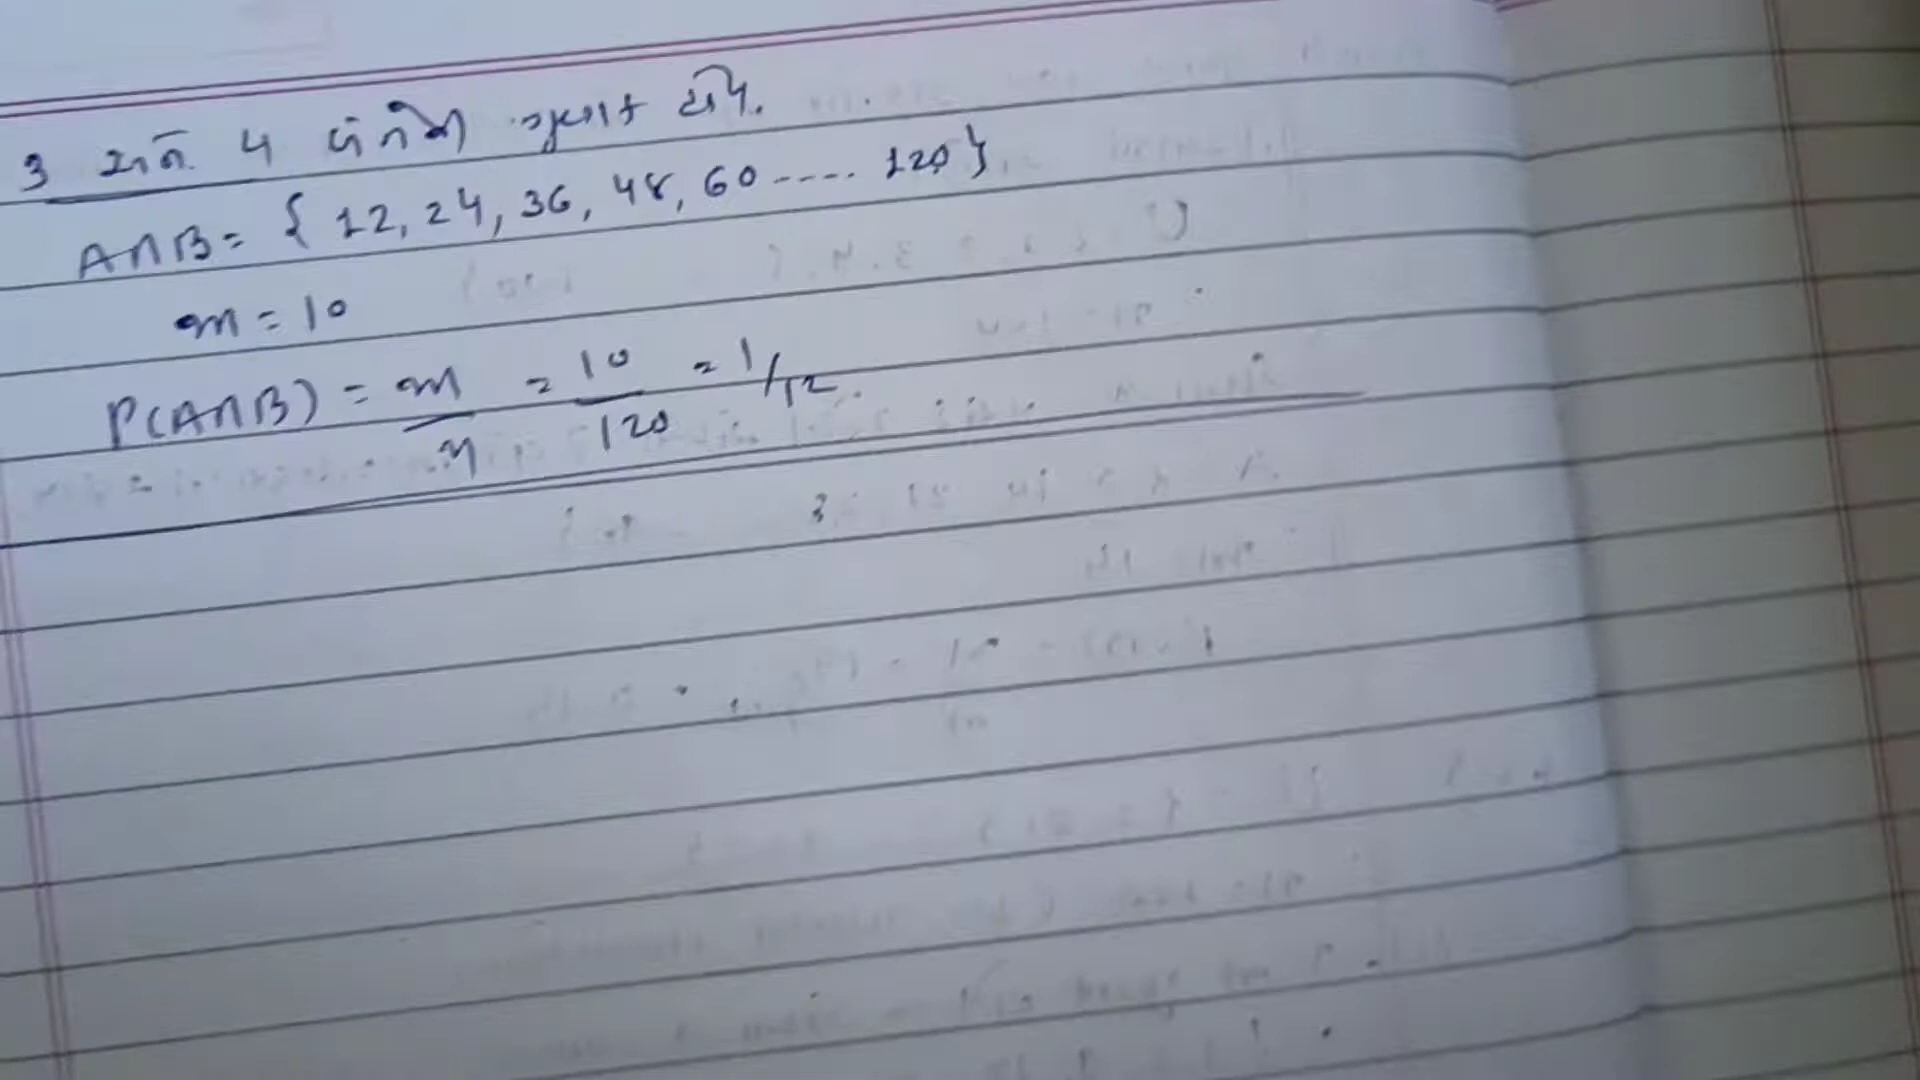 3 અને 4 બંનેનો ગુણાક હોય.
A∩B = { 12, 24, 36, 48, 60 ---- 120}
m = 10
P(A∩B) = m/n = 10/120 = 1/12